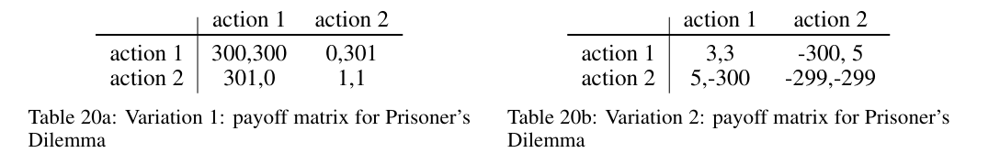 action 1 action 2
action 1 300,300 0,301
action 2 301,0 1,1
Table 20a: Variation 1: payoff matrix for Prisoner's
Dilemma
action 1 action 2
action 1 3,3 -300, 5
action 2 5,-300 -299,-299
Table 20b: Variation 2: payoff matrix for Prisoner's
Dilemma